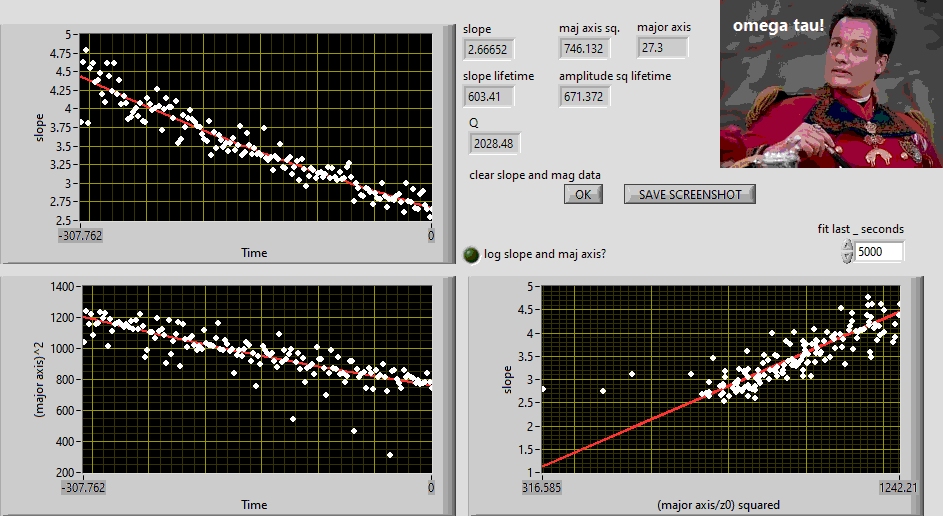 omega tau!
slope
maj axis sq.
major axis
2.66652
746.132
27.3
slope lifetime
amplitude sq lifetime
603.41
671.372
Q
2028.48
clear slope and mag data
OK
SAVE SCREENSHOT
fit last _ seconds
5000
log slope and maj axis?
slope
5
4.75
4.5
4.25
4
3.75
3.5
3.25
3
2.75
2.5
-307.762
0
Time
(major axis)^2
1400
1200
1000
800
600
400
200
-307.762
0
Time
slope
5
4.5
4
3.5
3
2.5
2
1.5
1
316.585
1242.21
(major axis/z0) squared